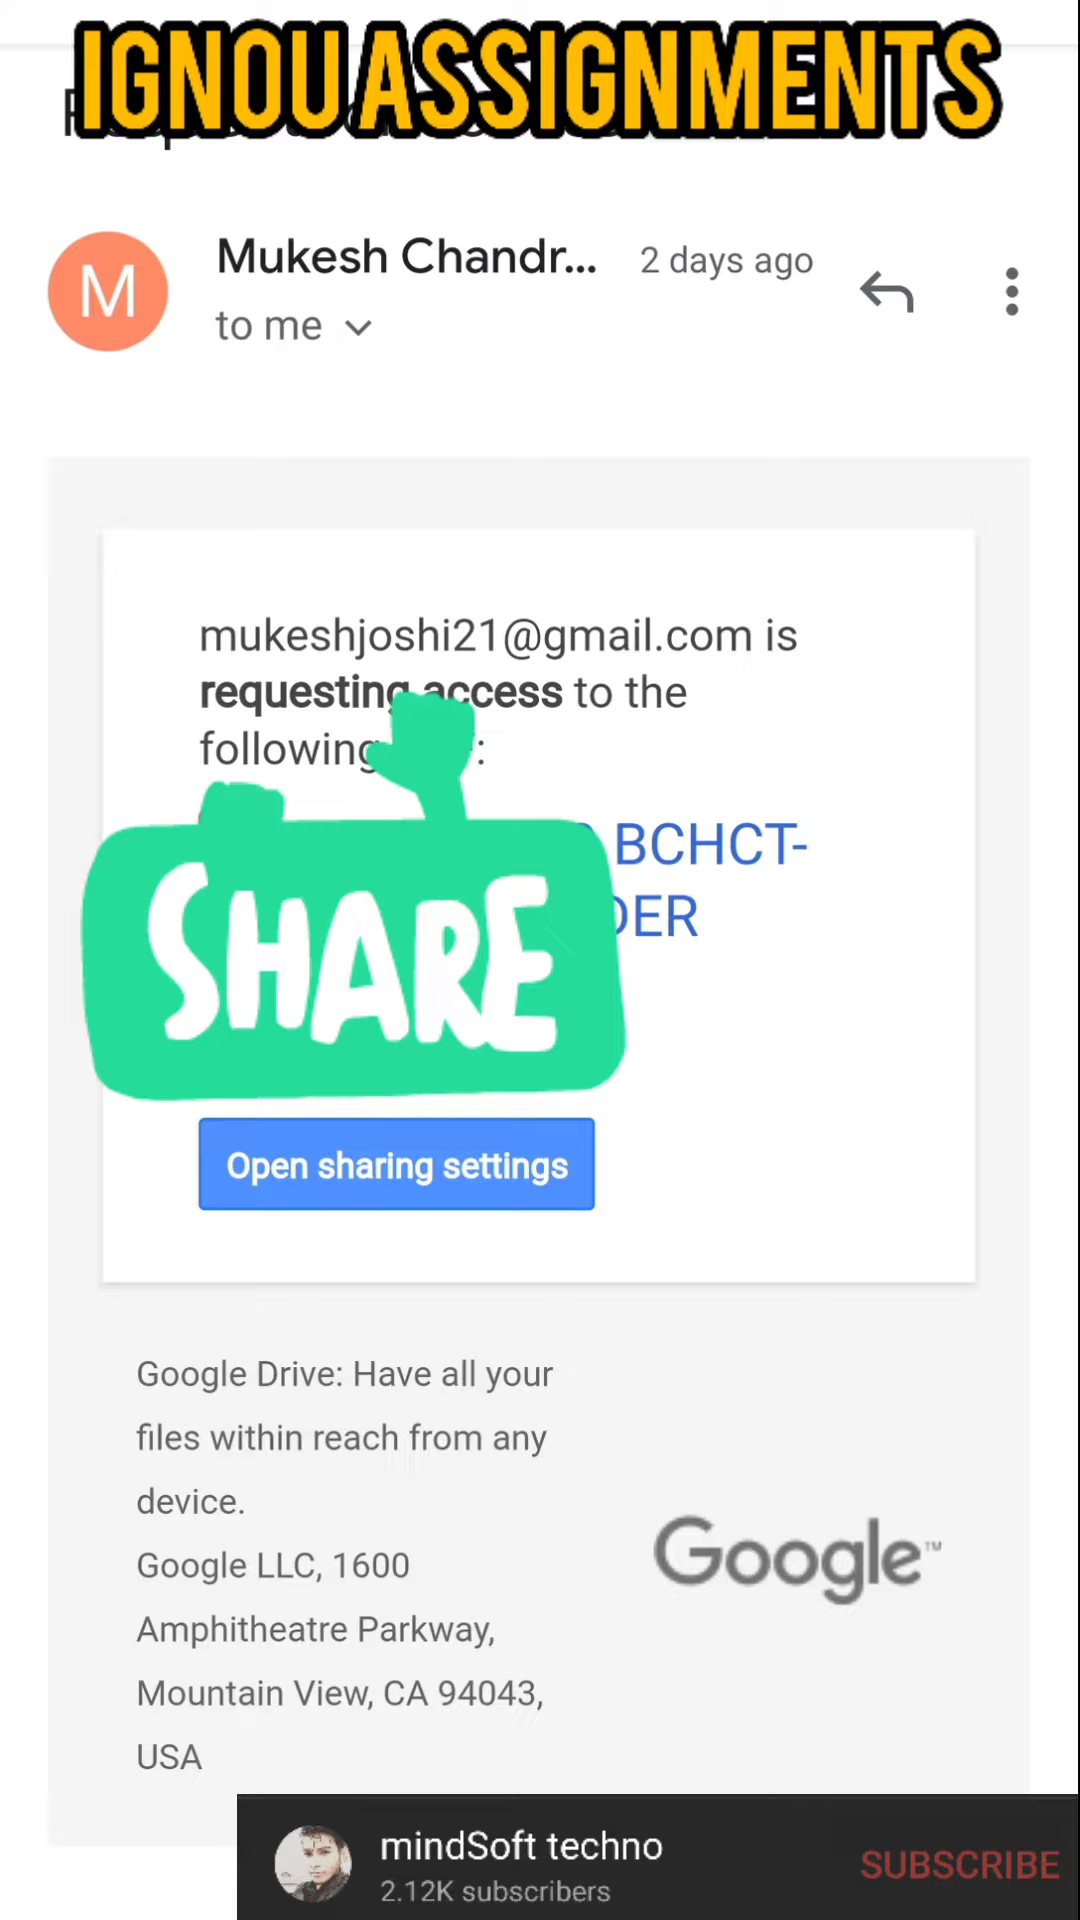 IGNOU ASSIGNMENTS
M
Mukesh Chandr...
2 days ago
to me
mukeshjoshi21@gmail.com is
requesting access to the
following :
BCHCT-
DER
SHARE
Open sharing settings
Google Drive: Have all your
files within reach from any
device.
Google LLC, 1600
Amphitheatre Parkway,
Mountain View, CA 94043,
USA
Google™
mindSoft techno
2.12K subscribers
SUBSCRIBE